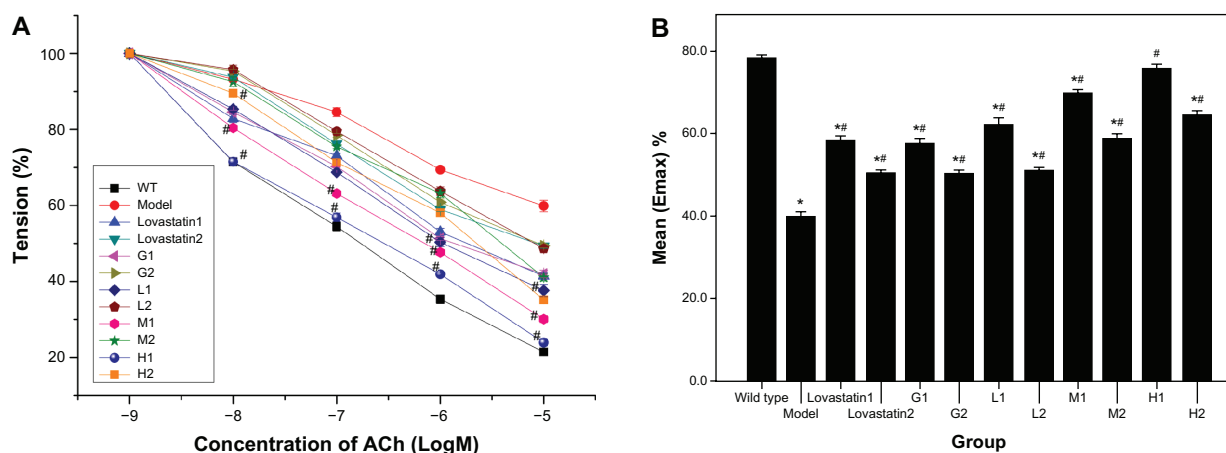 A
100
80
60
40
20
Tension (%)
WT
Model
Lovastatin1
Lovastatin2
G1
G2
L1
L2
M1
M2
H1
H2
#
#
#
#
#
#
#
#
#
#
#
−9
−8
−7
−6
−5
Concentration of ACh (LogM)
B
80.0
60.0
40.0
20.0
0.0
Mean (Emax) %
*
*#
*#
*#
*#
*#
*#
*#
*#
#
*#
Wild type
Model
Lovastatin1
Lovastatin2
G1
G2
L1
L2
M1
M2
H1
H2
Group